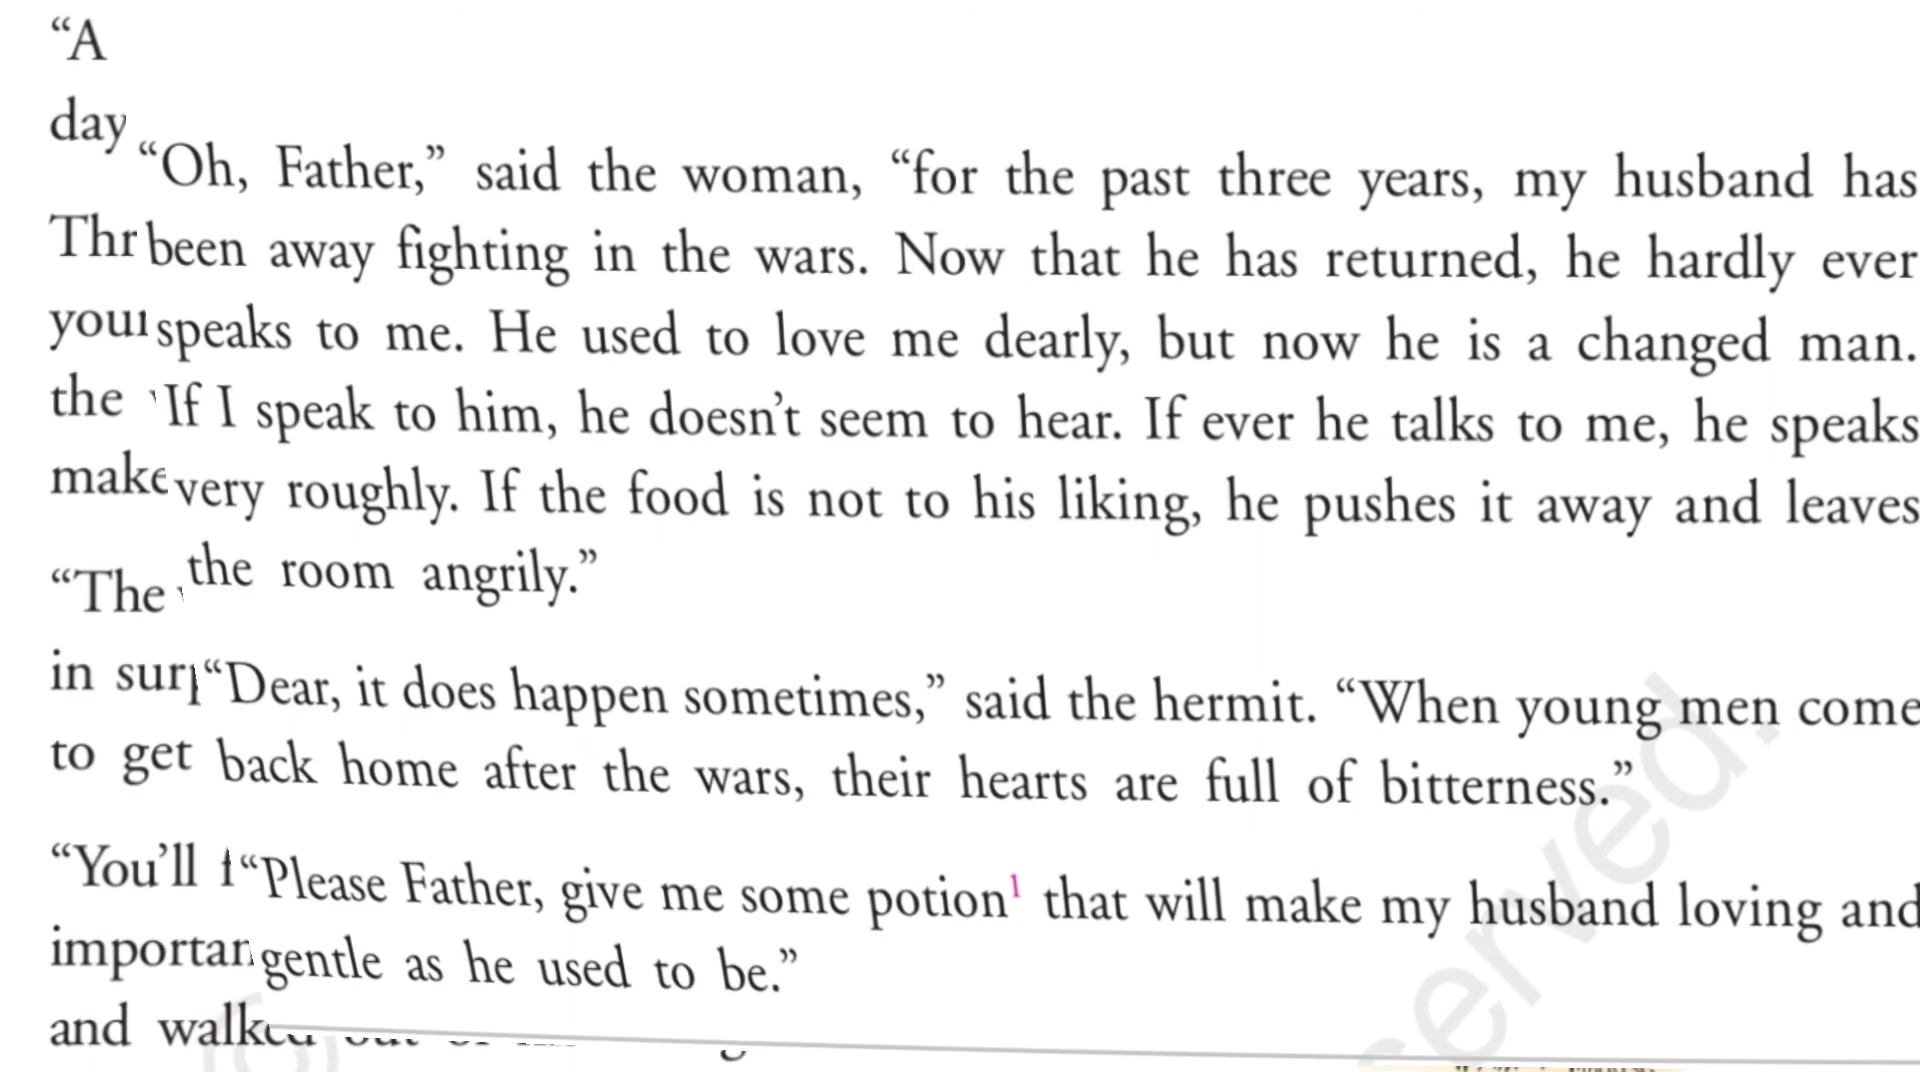 “A
day
“Oh, Father,” said the woman, “for the past three years, my husband has
been away fighting in the wars. Now that he has returned, he hardly ever
speaks to me. He used to love me dearly, but now he is a changed man.
the If I speak to him, he doesn’t seem to hear. If ever he talks to me, he speaks
very roughly. If the food is not to his liking, he pushes it away and leaves
“The the room angrily.”
in “Dear, it does happen sometimes,” said the hermit. “When young men come
to get back home after the wars, their hearts are full of bitterness.”
“You’ll “Please Father, give me some potion¹ that will make my husband loving and
gentle as he used to be.”
and